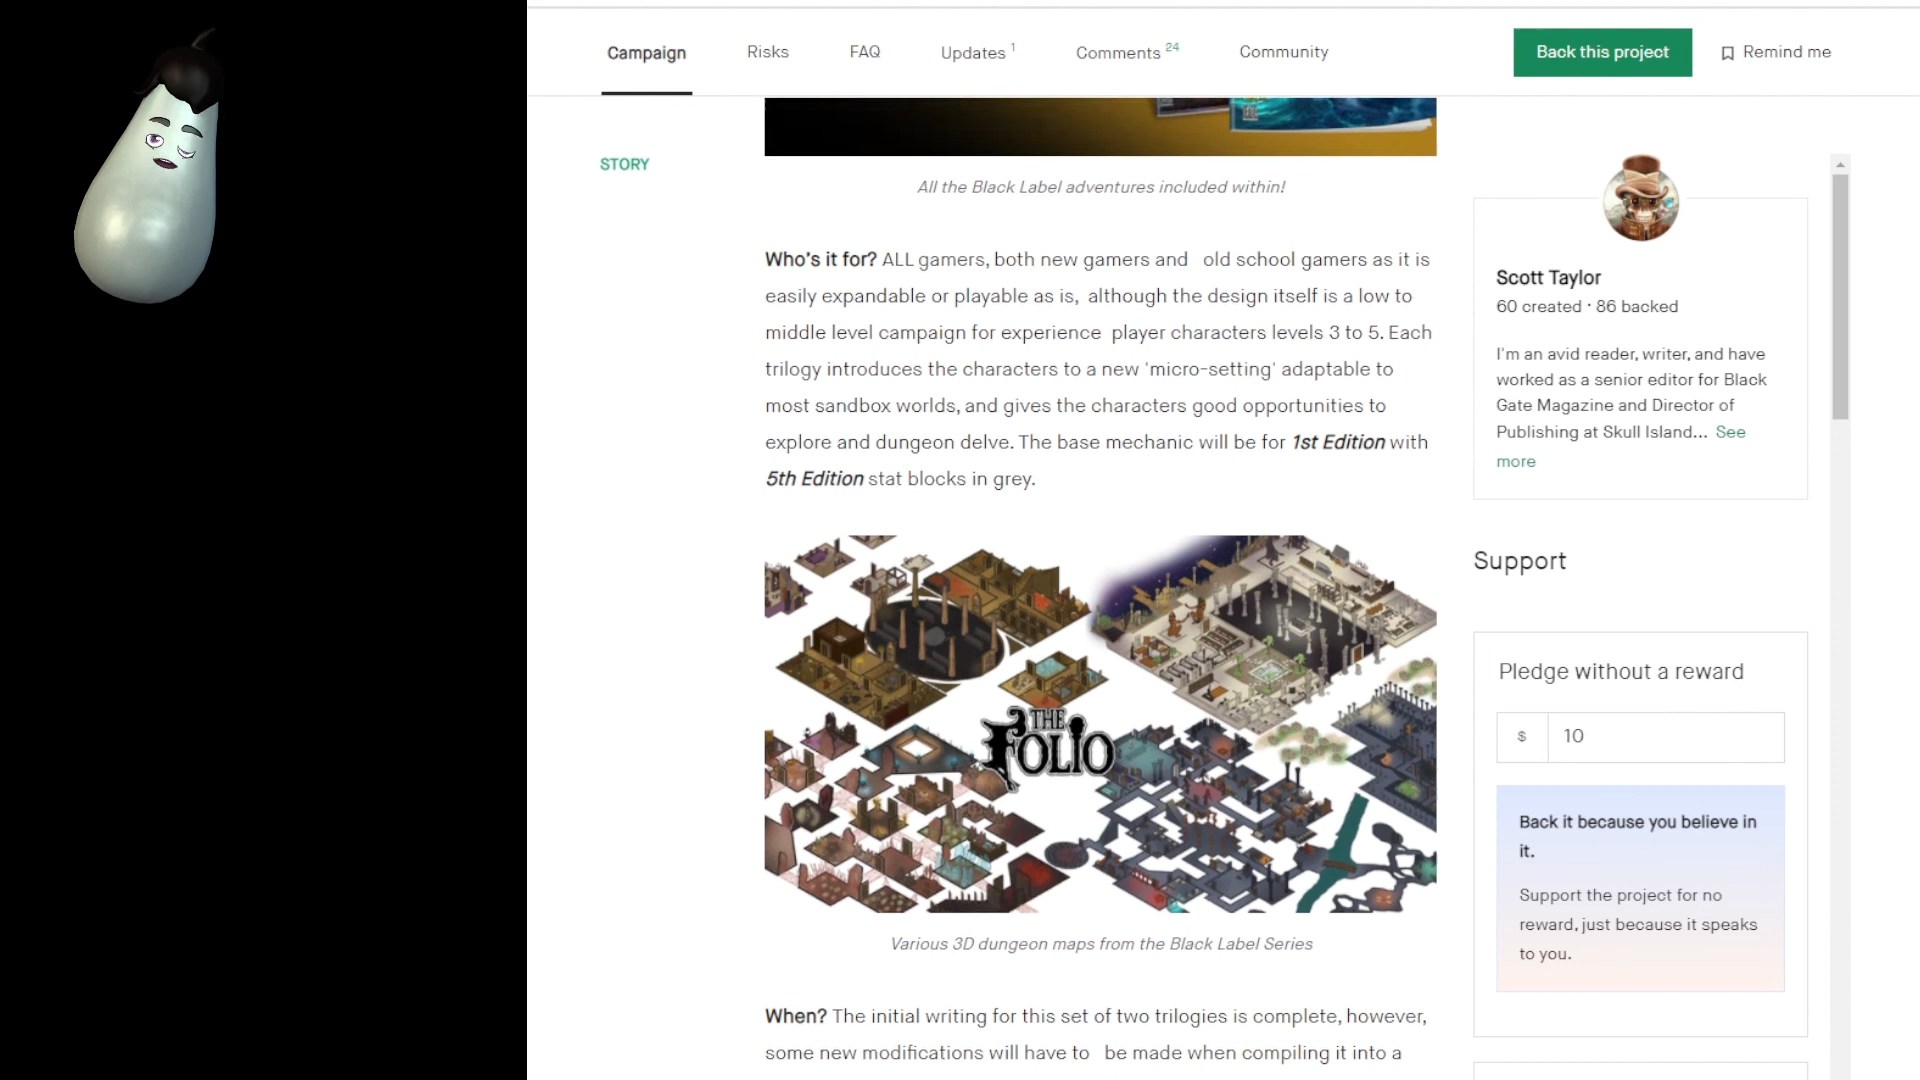 Campaign
Risks
FAQ
Updates 1
Comments 24
Community
Back this project
Remind me
STORY
All the Black Label adventures included within!
Who's it for? ALL gamers, both new gamers and old school gamers as it is
easily expandable or playable as is, although the design itself is a low to
middle level campaign for experience player characters levels 3 to 5. Each
trilogy introduces the characters to a new 'micro-setting' adaptable to
most sandbox worlds, and gives the characters good opportunities to
explore and dungeon delve. The base mechanic will be for 1st Edition with
5th Edition stat blocks in grey.
THE
FOLIO
Various 3D dungeon maps from the Black Label Series
When? The initial writing for this set of two trilogies is complete, however,
some new modifications will have to be made when compiling it into a
Scott Taylor
60 created · 86 backed
I'm an avid reader, writer, and have
worked as a senior editor for Black
Gate Magazine and Director of
Publishing at Skull Island... See
more
Support
Pledge without a reward
$ 10
Back it because you believe in
it.
Support the project for no
reward, just because it speaks
to you.